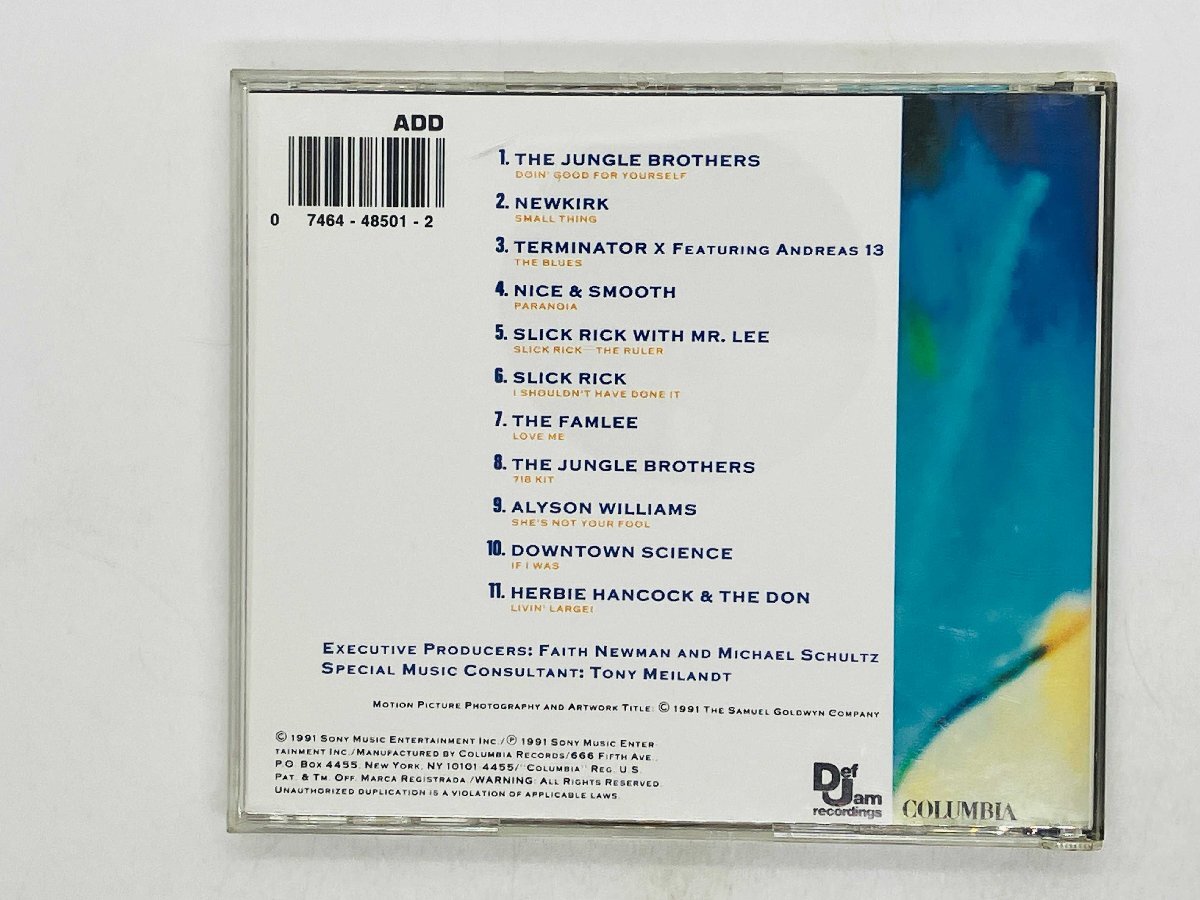 ADD
0 7464 - 48501 - 2
1. THE JUNGLE BROTHERS
DOIN' GOOD FOR YOURSELF
2. NEWKIRK
SMALL THING
3. TERMINATOR X FEATURING ANDREAS 13
THE BLUES
4. NICE & SMOOTH
PARANOIA
5. SLICK RICK WITH MR. LEE
SLICK RICK—THE RULER
6. SLICK RICK
I SHOULDN'T HAVE DONE IT
7. THE FAMLEE
LOVE ME
8. THE JUNGLE BROTHERS
718 KIT
9. ALYSON WILLIAMS
SHE'S NOT YOUR FOOL
10. DOWNTOWN SCIENCE
IF I WAS
11. HERBIE HANCOCK & THE DON
LIVIN' LARGE!
EXECUTIVE PRODUCERS: FAITH NEWMAN AND MICHAEL SCHULTZ
SPECIAL MUSIC CONSULTANT: TONY MEILANDT
MOTION PICTURE PHOTOGRAPHY AND ARTWORK TITLE: © 1991 THE SAMUEL GOLDWYN COMPANY
© 1991 SONY MUSIC ENTERTAINMENT INC./℗ 1991 SONY MUSIC ENTER-
TAINMENT INC./MANUFACTURED BY COLUMBIA RECORDS/666 FIFTH AVE.,
P.O. BOX 4455, NEW YORK, NY 10101-4455/"COLUMBIA" REG. U.S.
PAT. & TM. OFF. MARCA REGISTRADA./WARNING: ALL RIGHTS RESERVED.
UNAUTHORIZED DUPLICATION IS A VIOLATION OF APPLICABLE LAWS.
Def Jam
recordings
COLUMBIA